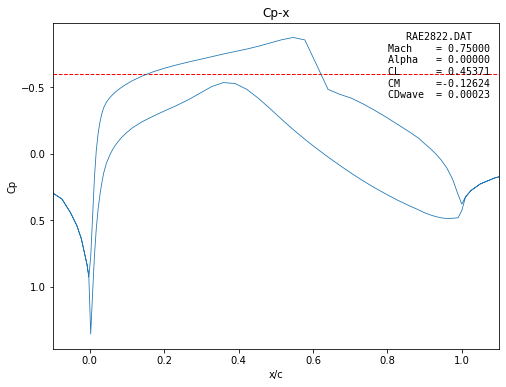 Cp-x
RAE2822.DAT
Mach = 0.75000
Alpha = 0.00000
CL = 0.45371
CM =-0.12624
CDwave = 0.00023
−0.5
0.0
0.5
1.0
Cp
0.0 0.2 0.4 0.6 0.8 1.0
x/c